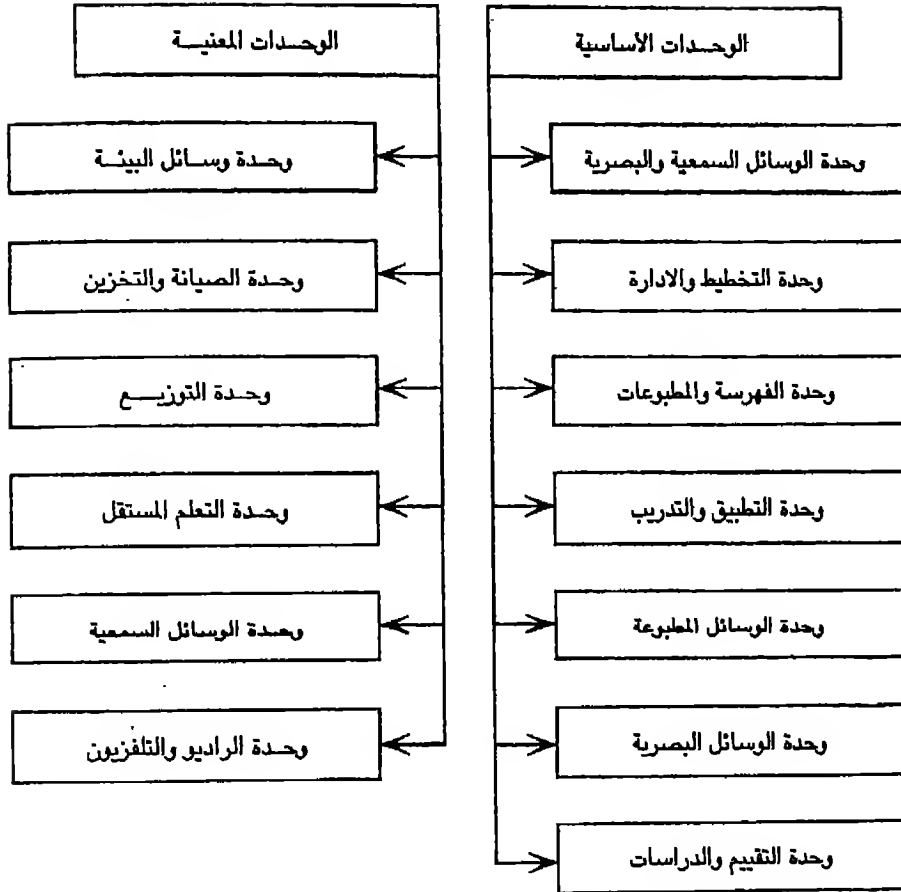 الوحدات الأساسية
وحدة الوسائل السمعية والبصرية
وحدة التخطيط والادارة
وحدة الفهرسة والمطبوعات
وحدة التطبيق والتدريب
وحدة الوسائل المطبوعة
وحدة الوسائل البصرية
وحدة التقييم والدراسات
الوحدات المعنية
وحدة وسائل البيئة
وحدة الصيانة والتخزين
وحدة التوزيع
وحدة التعلم المستقل
وحدة الوسائل السمعية
وحدة الراديو والتلفزيون